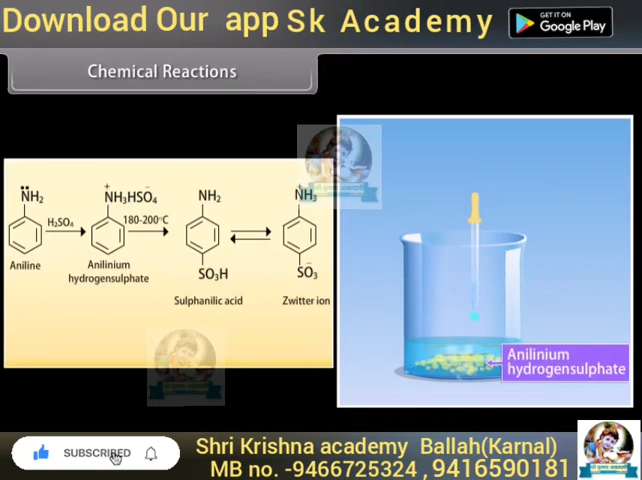 Download Our app Sk Academy
GET IT ON
Google Play
Chemical Reactions
N̈H₂
H₂SO₄
Aniline
⁺NH₃HSO₄⁻
180-200°C
Anilinium
hydrogensulphate
NH₂
SO₃H
Sulphanilic acid
⁺NH₃
SO₃⁻
Zwitter ion
Anilinium
hydrogensulphate
SUBSCRIBED
Shri Krishna academy Ballah(Karnal)
MB no. -9466725324 , 9416590181